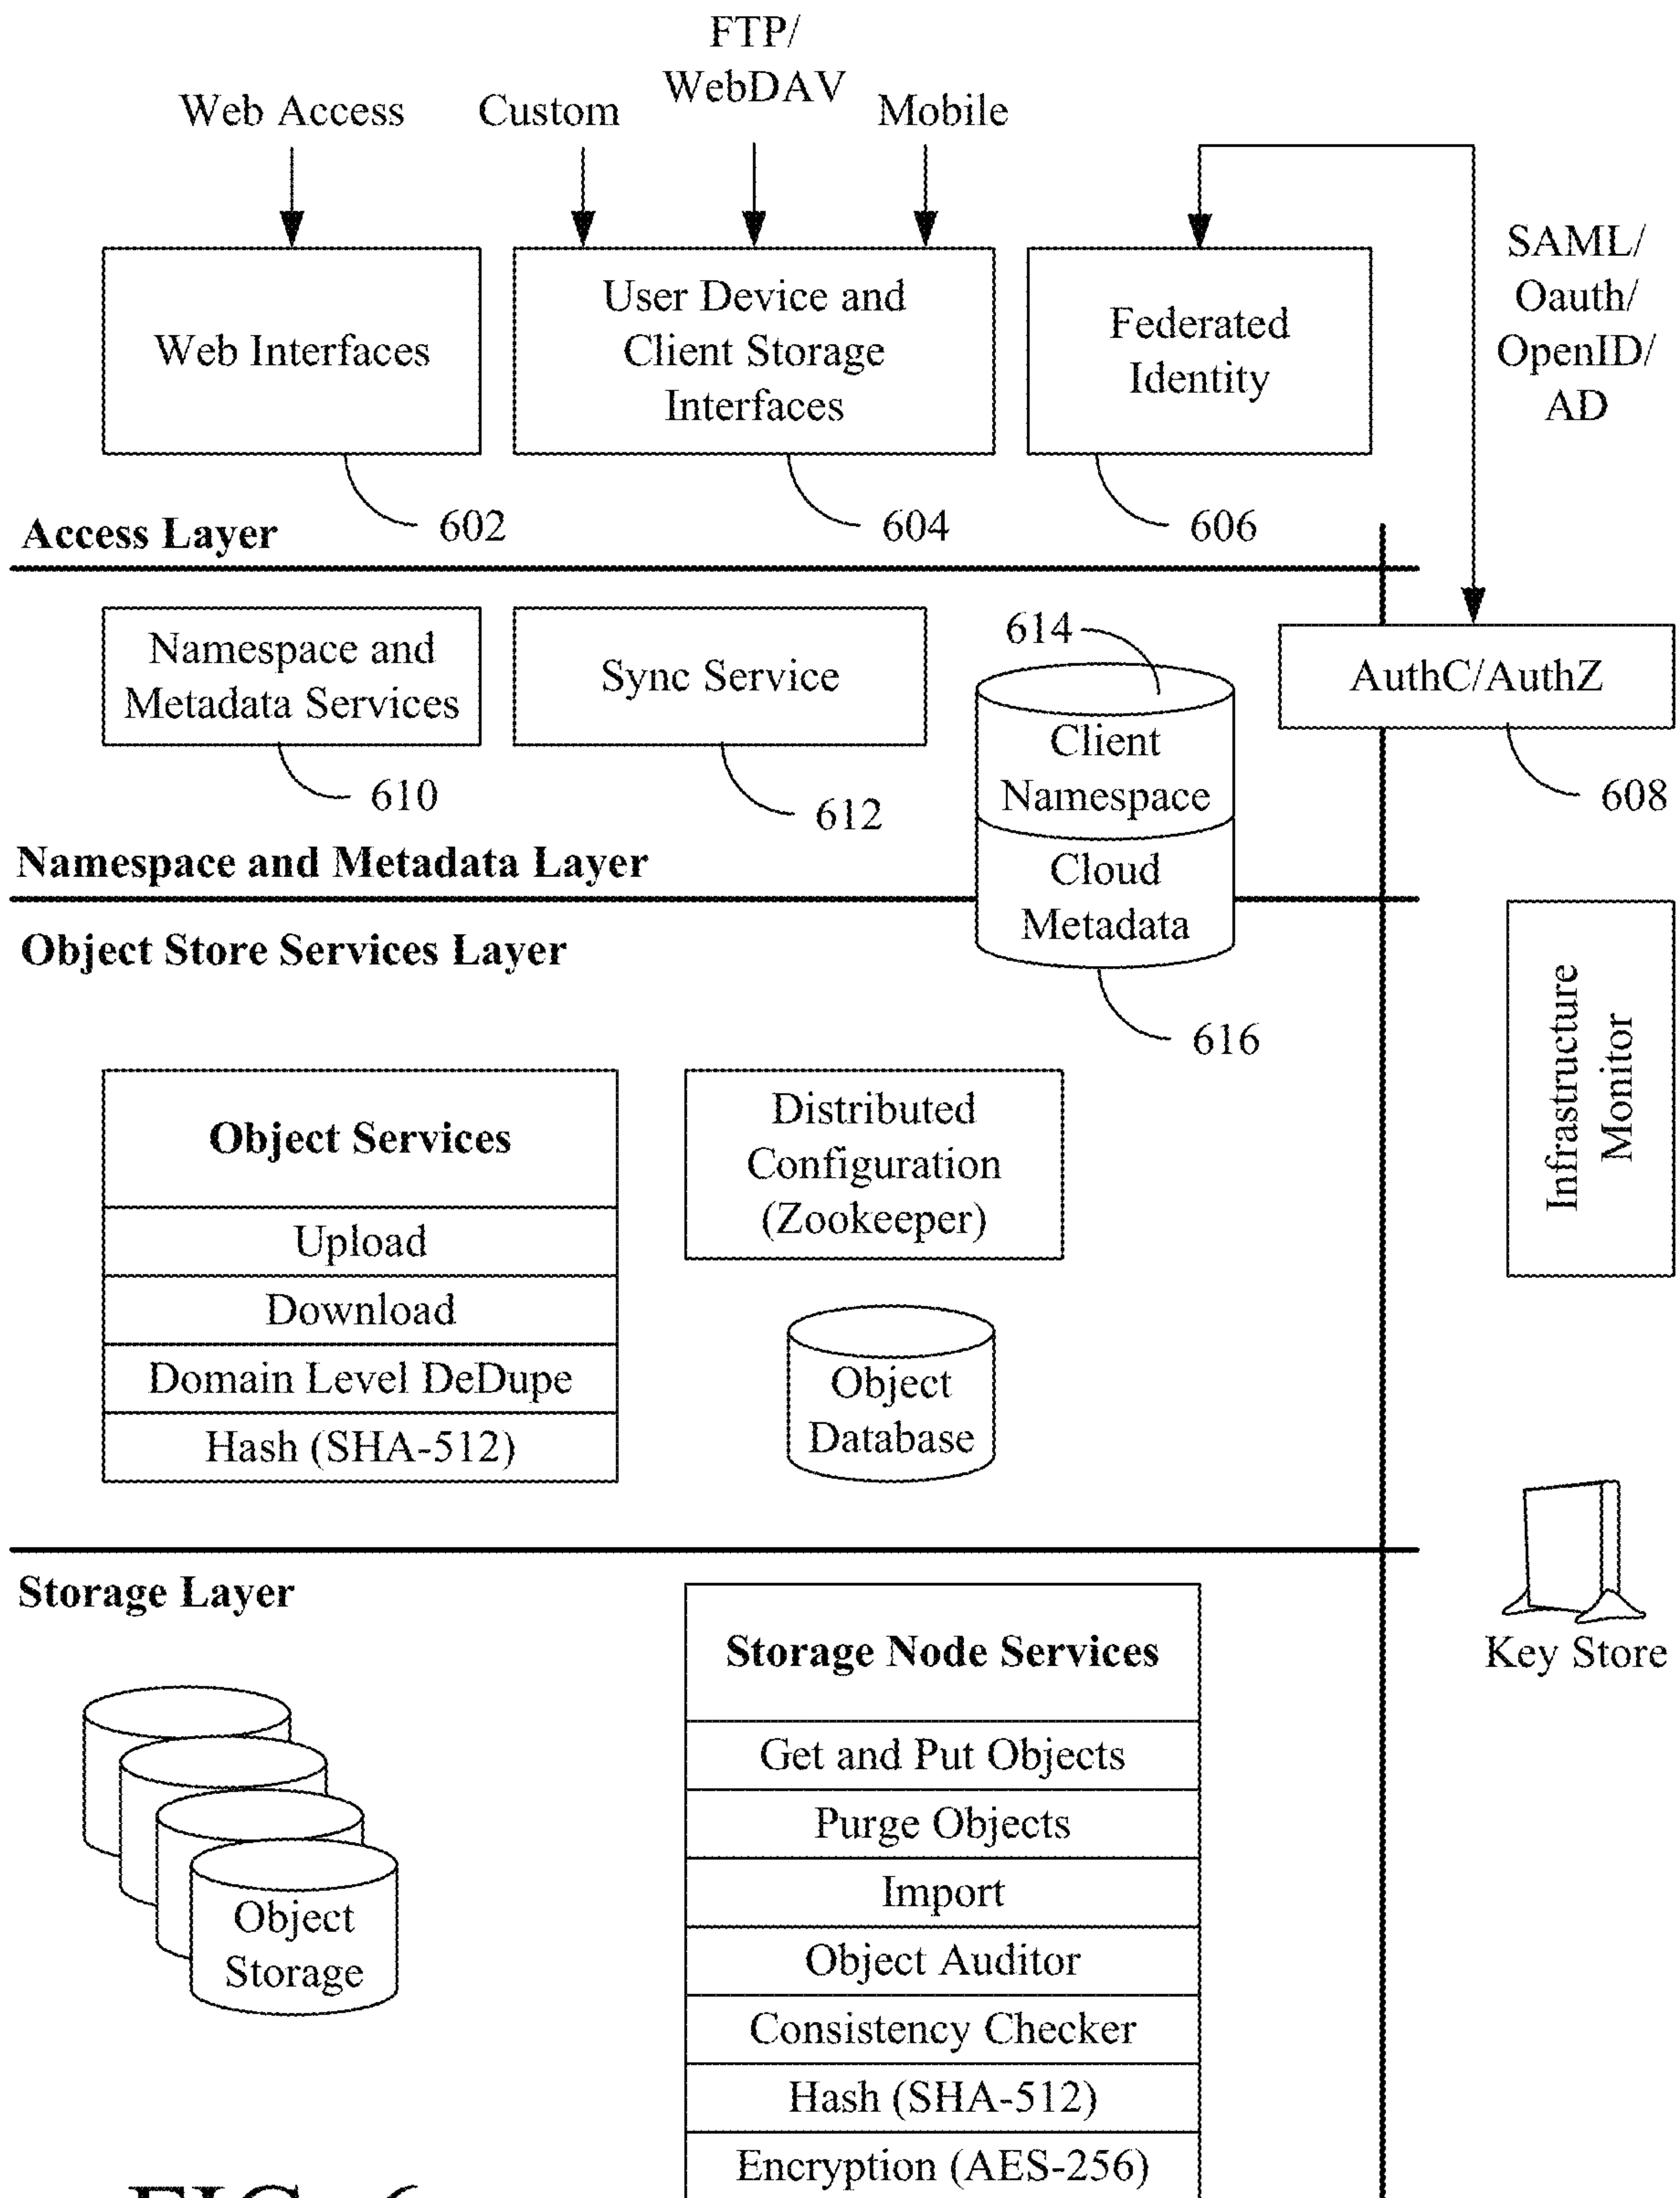 FTP/
WebDAV
Web Access
Custom
Mobile
SAML/
Oauth/
OpenID/
AD
Web Interfaces
User Device and
Client Storage
Interfaces
Federated
Identity
602
604
606
Access Layer
Namespace and
Metadata Services
Sync Service
614
AuthC/AuthZ
Client
Namespace
610
612
608
Namespace and Metadata Layer
Cloud
Metadata
Object Store Services Layer
616
Infrastructure
Monitor
Object Services
Upload
Download
Domain Level DeDupe
Hash (SHA-512)
Distributed
Configuration
(Zookeeper)
Object
Database
Storage Layer
Key Store
Storage Node Services
Get and Put Objects
Purge Objects
Import
Object Auditor
Consistency Checker
Hash (SHA-512)
Encryption (AES-256)
Object
Storage
FIG. 6